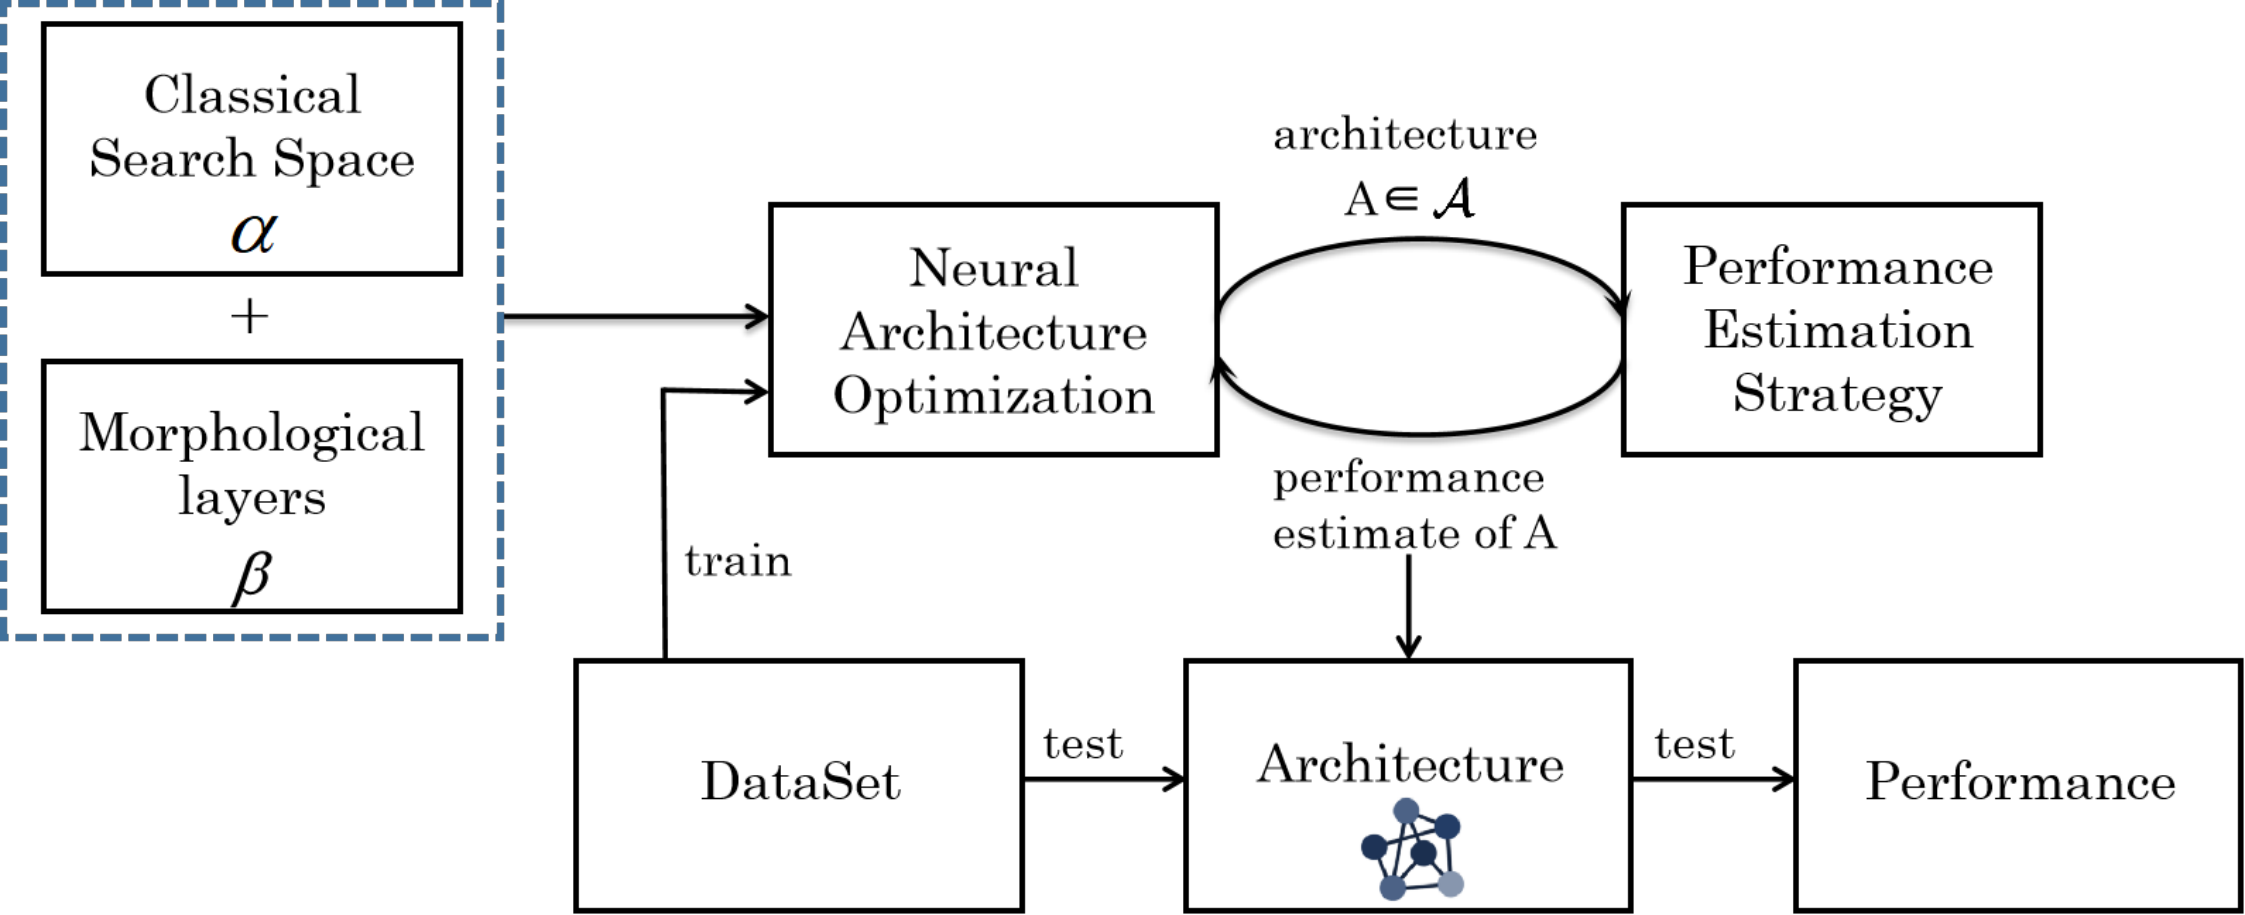 Classical
Search Space
α
+
Morphological
layers
β
Neural
Architecture
Optimization
architecture
A∈ 𝒜
Performance
Estimation
Strategy
performance
estimate of A
train
DataSet
test
Architecture
test
Performance